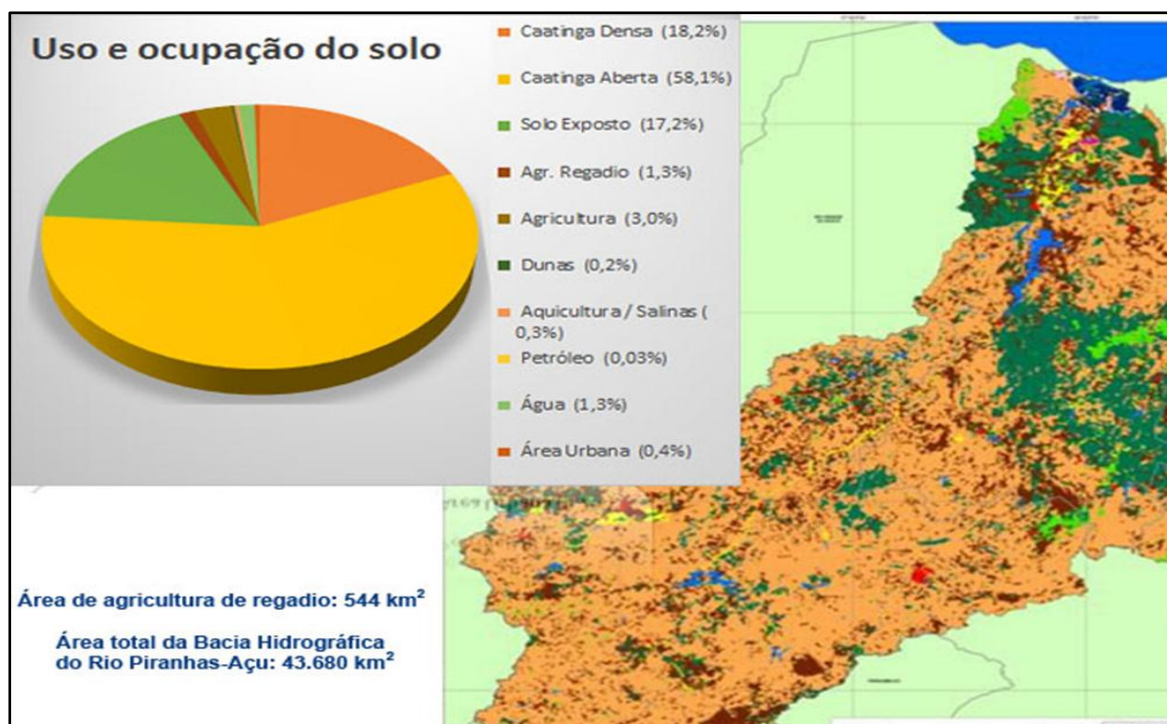 Uso e ocupação do solo
Caatinga Densa (18,2%)
Caatinga Aberta (58,1%)
Solo Exposto (17,2%)
Agr. Regadio (1,3%)
Agricultura (3,0%)
Dunas (0,2%)
Aquicultura / Salinas (
0,3%)
Petróleo (0,03%)
Água (1,3%)
Área Urbana (0,4%)
Área de agricultura de regadio: 544 km²
Área total da Bacia Hidrográfica
do Rio Piranhas-Açu: 43.680 km²